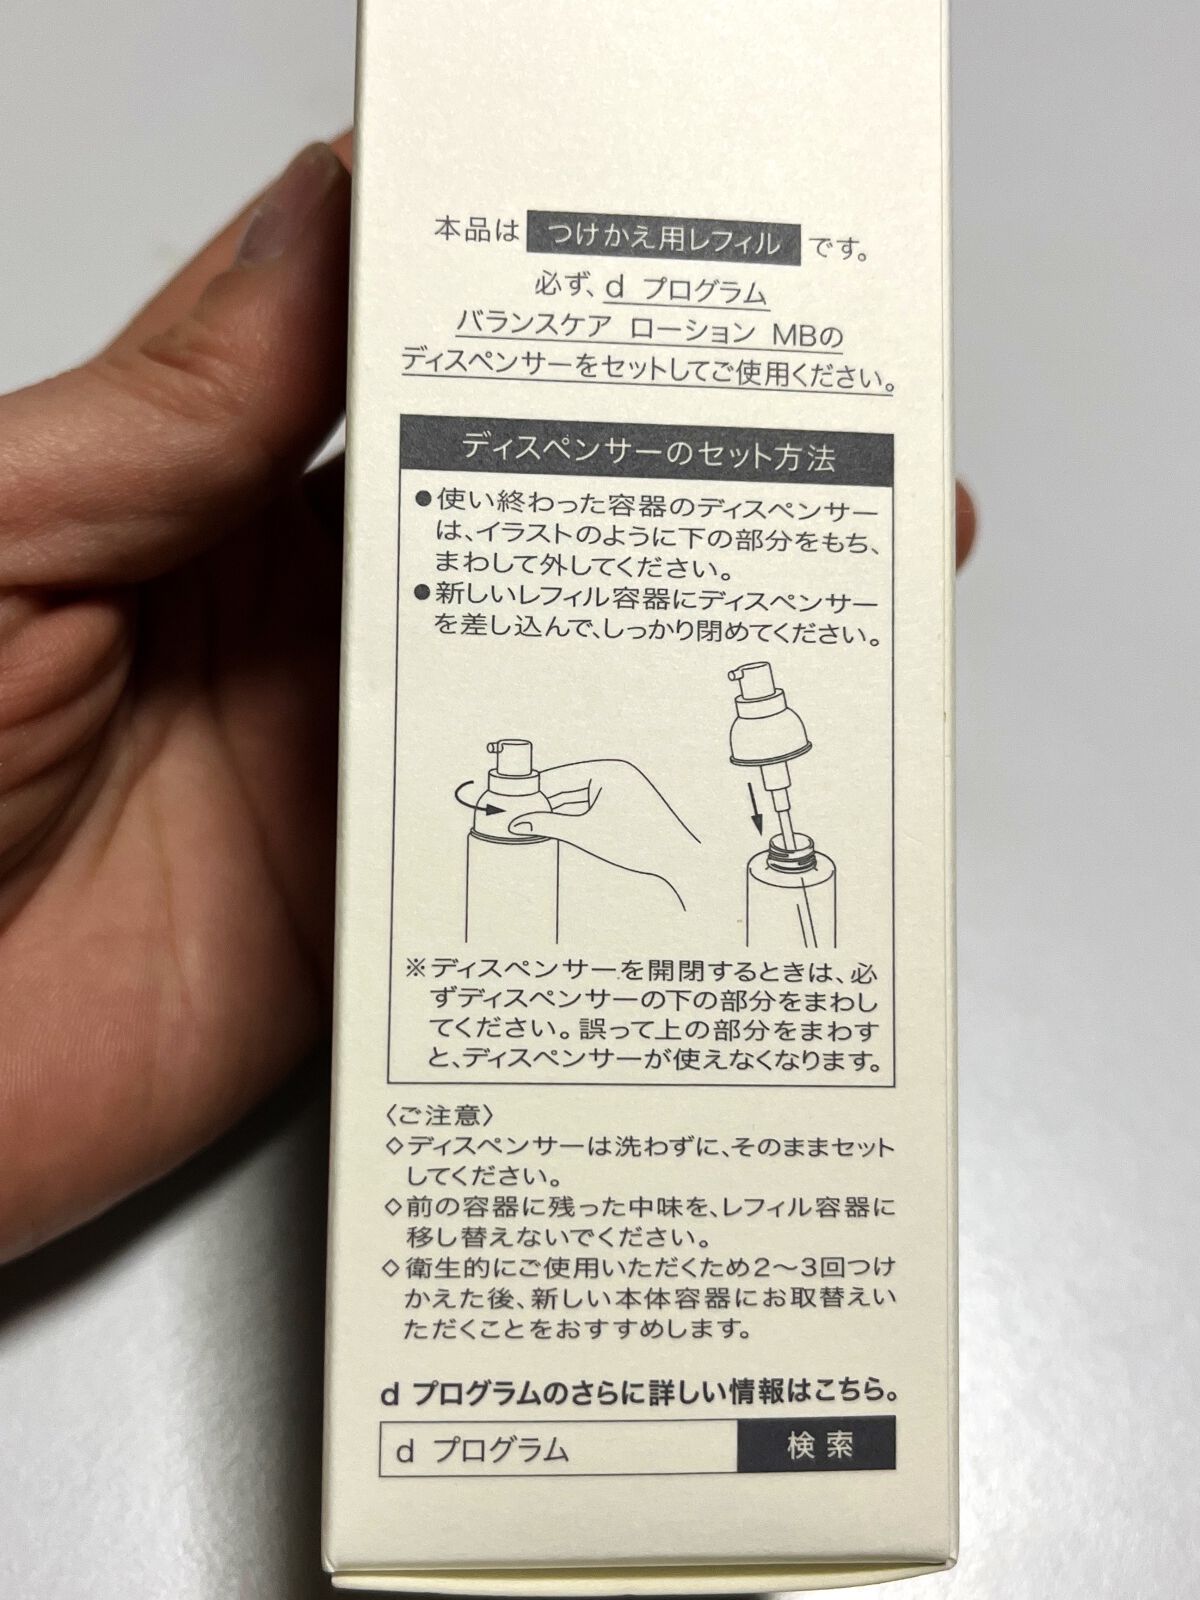 本品は つけかえ用レフィル です。
必ず、d プログラム
バランスケア ローション MBの
ディスペンサーをセットしてご使用ください。
ディスペンサーのセット方法
●使い終わった容器のディスペンサー
は、イラストのように下の部分をもち、
まわして外してください。
●新しいレフィル容器にディスペンサー
を差し込んで、しっかり閉めてください。
※ディスペンサーを開閉するときは、必
ずディスペンサーの下の部分をまわし
てください。誤って上の部分をまわす
と、ディスペンサーが使えなくなります。
〈ご注意〉
◇ディスペンサーは洗わずに、そのままセット
してください。
◇前の容器に残った中味を、レフィル容器に
移し替えないでください。
◇衛生的にご使用いただくため2～3回つけ
かえた後、新しい本体容器にお取替えい
ただくことをおすすめします。
d プログラムのさらに詳しい情報はこちら。
d プログラム 検索